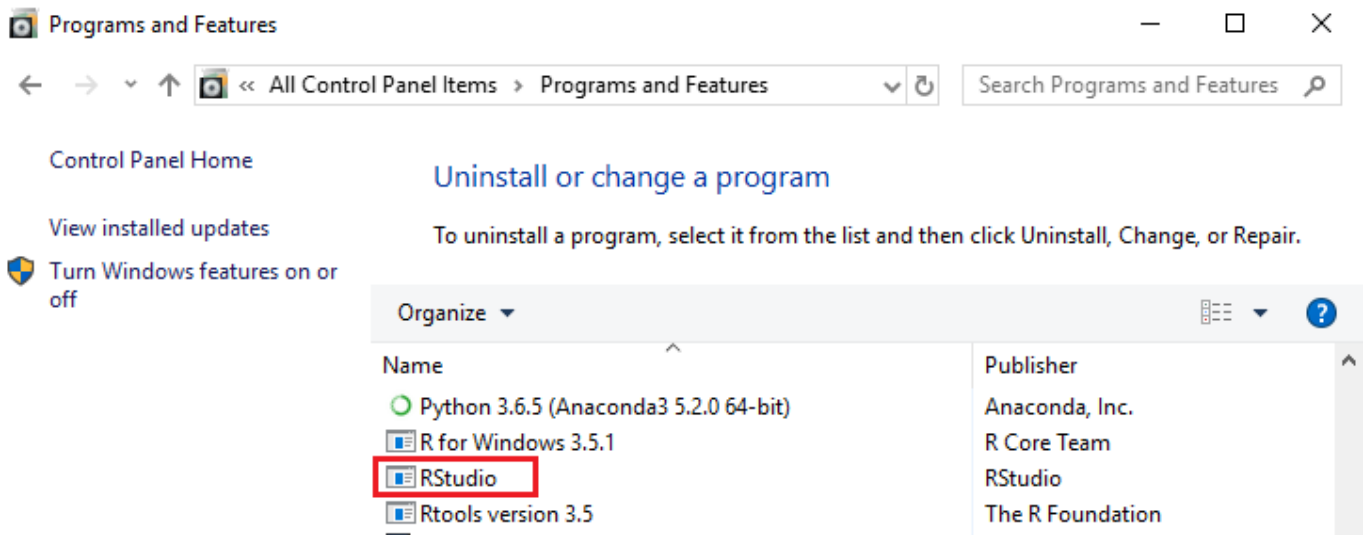 Programs and Features
« All Control Panel Items > Programs and Features
Search Programs and Features
Control Panel Home
View installed updates
Turn Windows features on or
off
Uninstall or change a program
To uninstall a program, select it from the list and then click Uninstall, Change, or Repair.
Organize
?
Name Publisher
Python 3.6.5 (Anaconda3 5.2.0 64-bit) Anaconda, Inc.
R for Windows 3.5.1 R Core Team
RStudio RStudio
Rtools version 3.5 The R Foundation